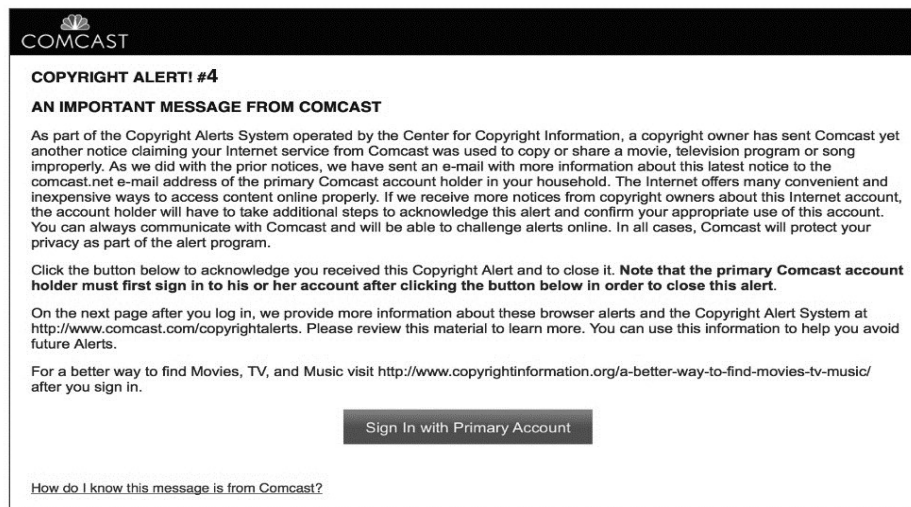 COMCAST
COPYRIGHT ALERT! #4
AN IMPORTANT MESSAGE FROM COMCAST
As part of the Copyright Alerts System operated by the Center for Copyright Information, a copyright owner has sent Comcast yet
another notice claiming your Internet service from Comcast was used to copy or share a movie, television program or song
improperly. As we did with the prior notices, we have sent an e-mail with more information about this latest notice to the
comcast.net e-mail address of the primary Comcast account holder in your household. The Internet offers many convenient and
inexpensive ways to access content online properly. If we receive more notices from copyright owners about this Internet account,
the account holder will have to take additional steps to acknowledge this alert and confirm your appropriate use of this account.
You can always communicate with Comcast and will be able to challenge alerts online. In all cases, Comcast will protect your
privacy as part of the alert program.
Click the button below to acknowledge you received this Copyright Alert and to close it. Note that the primary Comcast account
holder must first sign in to his or her account after clicking the button below in order to close this alert.
On the next page after you log in, we provide more information about these browser alerts and the Copyright Alert System at
http://www.comcast.com/copyrightalerts. Please review this material to learn more. You can use this information to help you avoid
future Alerts.
For a better way to find Movies, TV, and Music visit http://www.copyrightinformation.org/a-better-way-to-find-movies-tv-music/
after you sign in.
Sign In with Primary Account
How do I know this message is from Comcast?